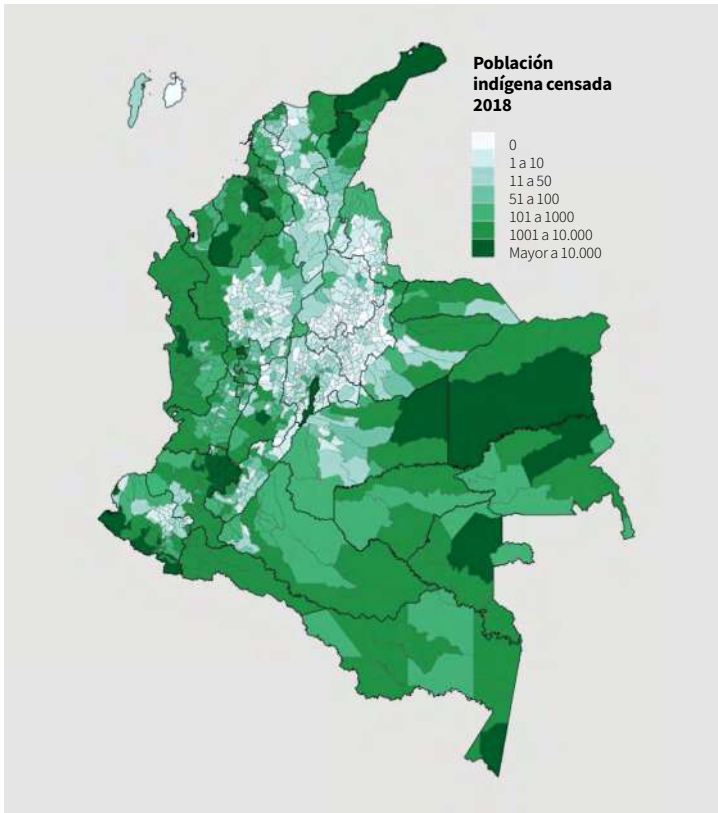 Población
indígena censada
2018
0
1 a 10
11 a 50
51 a 100
101 a 1000
1001 a 10.000
Mayor a 10.000